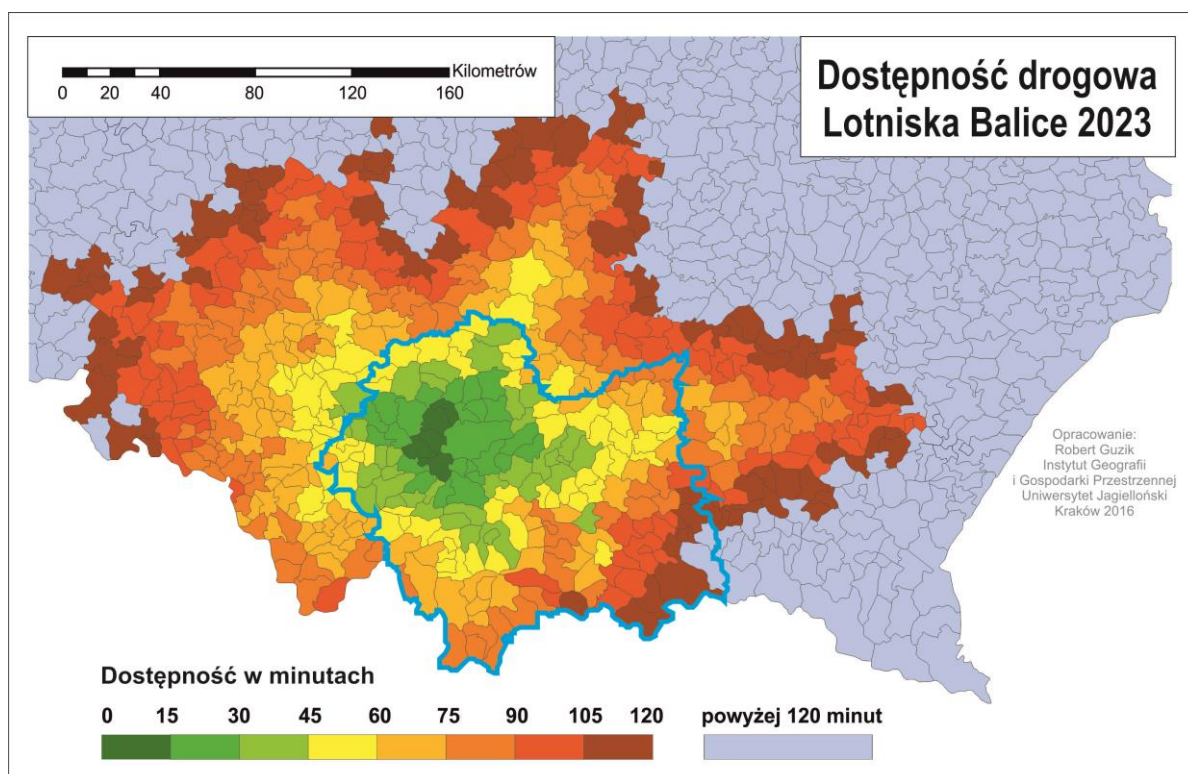 Kilometrów
0 20 40 80 120 160
Dostępność drogowa
Lotniska Balice 2023
Opracowanie:
Robert Guzik
Instytut Geografii
i Gospodarki Przestrzennej
Uniwersytet Jagielloński
Kraków 2016
Dostępność w minutach
0 15 30 45 60 75 90 105 120 powyżej 120 minut